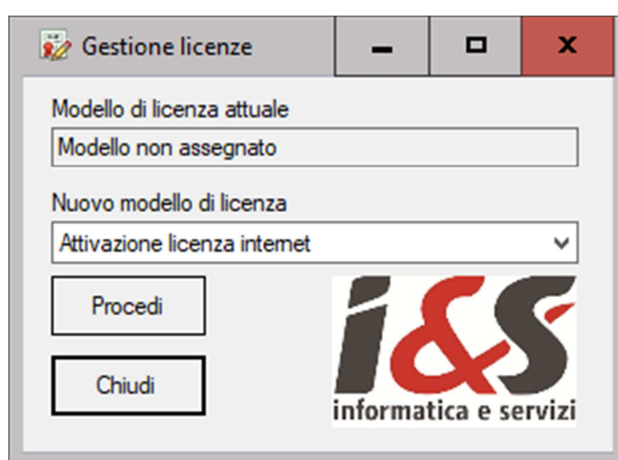 Gestione licenze
Modello di licenza attuale
Modello non assegnato
Nuovo modello di licenza
Attivazione licenza internet
Procedi
Chiudi
i&S
informatica e servizi